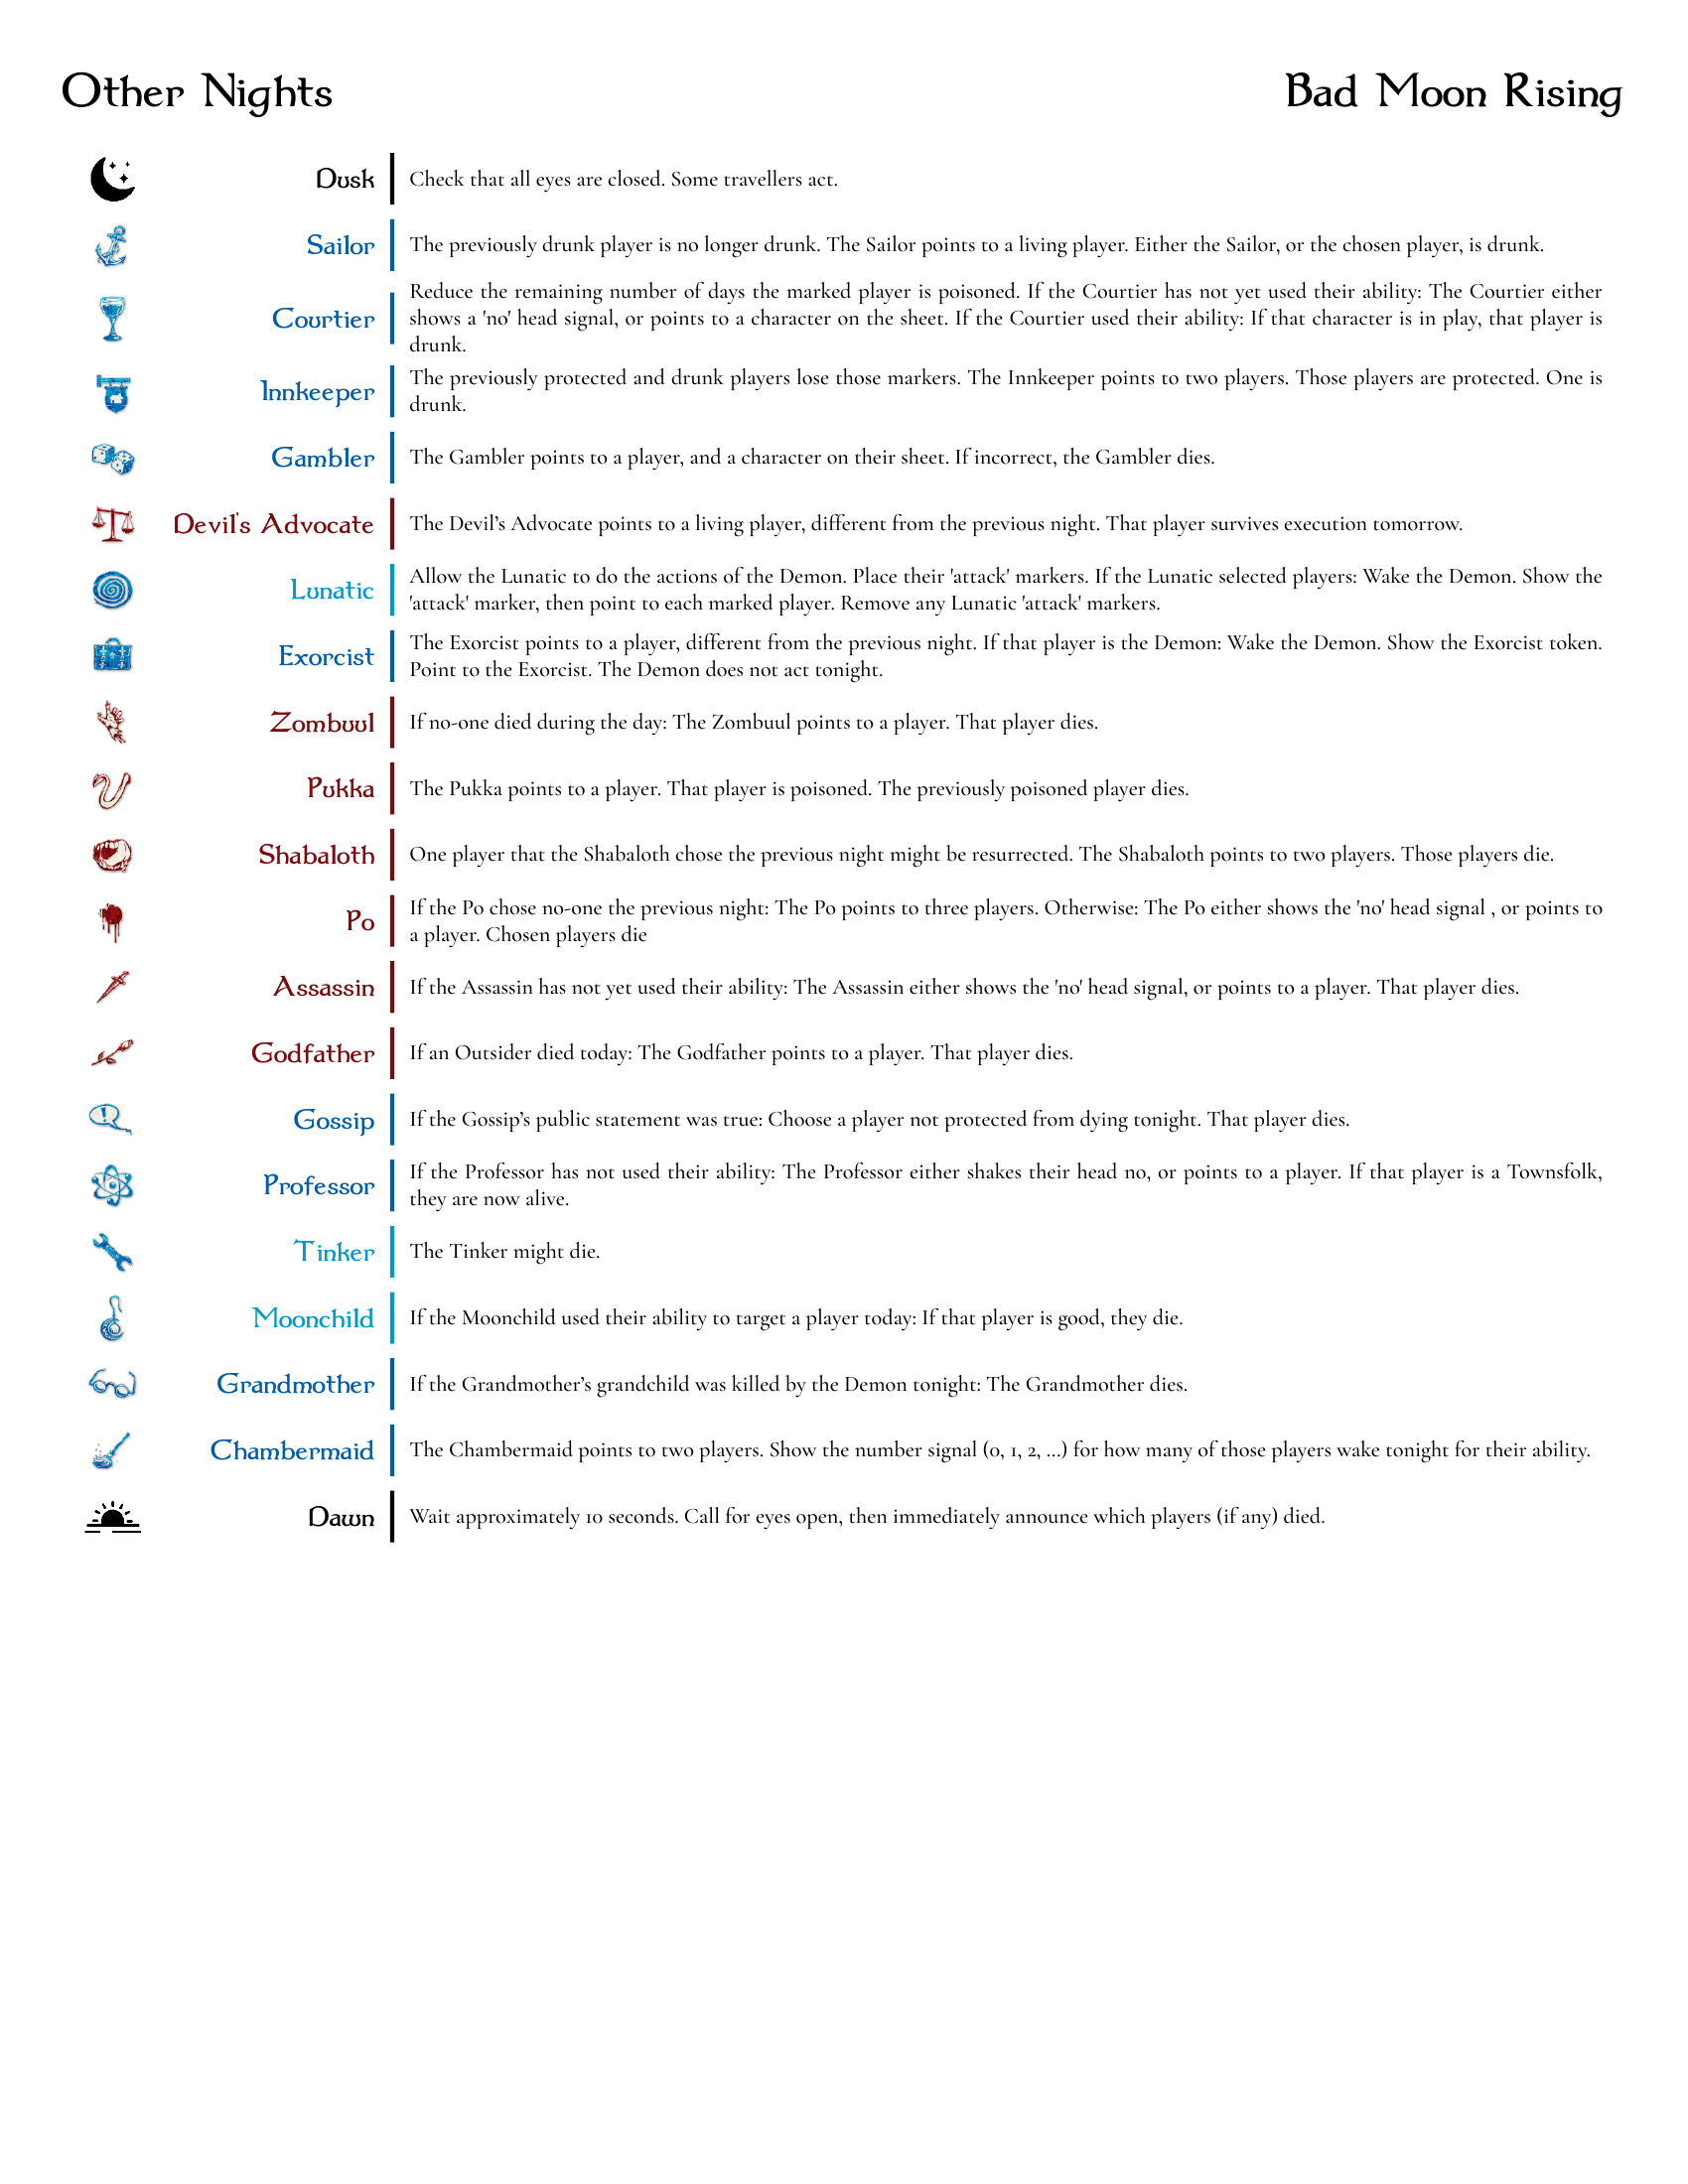 Other Nights
Bad Moon Rising
Dusk
Check that all eyes are closed. Some travellers act.
Sailor
The previously drunk player is no longer drunk. The Sailor points to a living player. Either the Sailor, or the chosen player, is drunk.
Courtier
Reduce the remaining number of days the marked player is poisoned. If the Courtier has not yet used their ability: The Courtier either
shows a 'no' head signal, or points to a character on the sheet. If the Courtier used their ability: If that character is in play, that player is
drunk.
Innkeeper
The previously protected and drunk players lose those markers. The Innkeeper points to two players. Those players are protected. One is
drunk.
Gambler
The Gambler points to a player, and a character on their sheet. If incorrect, the Gambler dies.
Devil's Advocate
The Devil’s Advocate points to a living player, different from the previous night. That player survives execution tomorrow.
Lunatic
Allow the Lunatic to do the actions of the Demon. Place their 'attack' markers. If the Lunatic selected players: Wake the Demon. Show the
'attack' marker, then point to each marked player. Remove any Lunatic 'attack' markers.
Exorcist
The Exorcist points to a player, different from the previous night. If that player is the Demon: Wake the Demon. Show the Exorcist token.
Point to the Exorcist. The Demon does not act tonight.
Zombuul
If no-one died during the day: The Zombuul points to a player. That player dies.
Pukka
The Pukka points to a player. That player is poisoned. The previously poisoned player dies.
Shabaloth
One player that the Shabaloth chose the previous night might be resurrected. The Shabaloth points to two players. Those players die.
Po
If the Po chose no-one the previous night: The Po points to three players. Otherwise: The Po either shows the 'no' head signal , or points to
a player. Chosen players die
Assassin
If the Assassin has not yet used their ability: The Assassin either shows the 'no' head signal, or points to a player. That player dies.
Godfather
If an Outsider died today: The Godfather points to a player. That player dies.
Gossip
If the Gossip’s public statement was true: Choose a player not protected from dying tonight. That player dies.
Professor
If the Professor has not used their ability: The Professor either shakes their head no, or points to a player. If that player is a Townsfolk,
they are now alive.
Tinker
The Tinker might die.
Moonchild
If the Moonchild used their ability to target a player today: If that player is good, they die.
Grandmother
If the Grandmother’s grandchild was killed by the Demon tonight: The Grandmother dies.
Chambermaid
The Chambermaid points to two players. Show the number signal (0, 1, 2, ...) for how many of those players wake tonight for their ability.
Dawn
Wait approximately 10 seconds. Call for eyes open, then immediately announce which players (if any) died.